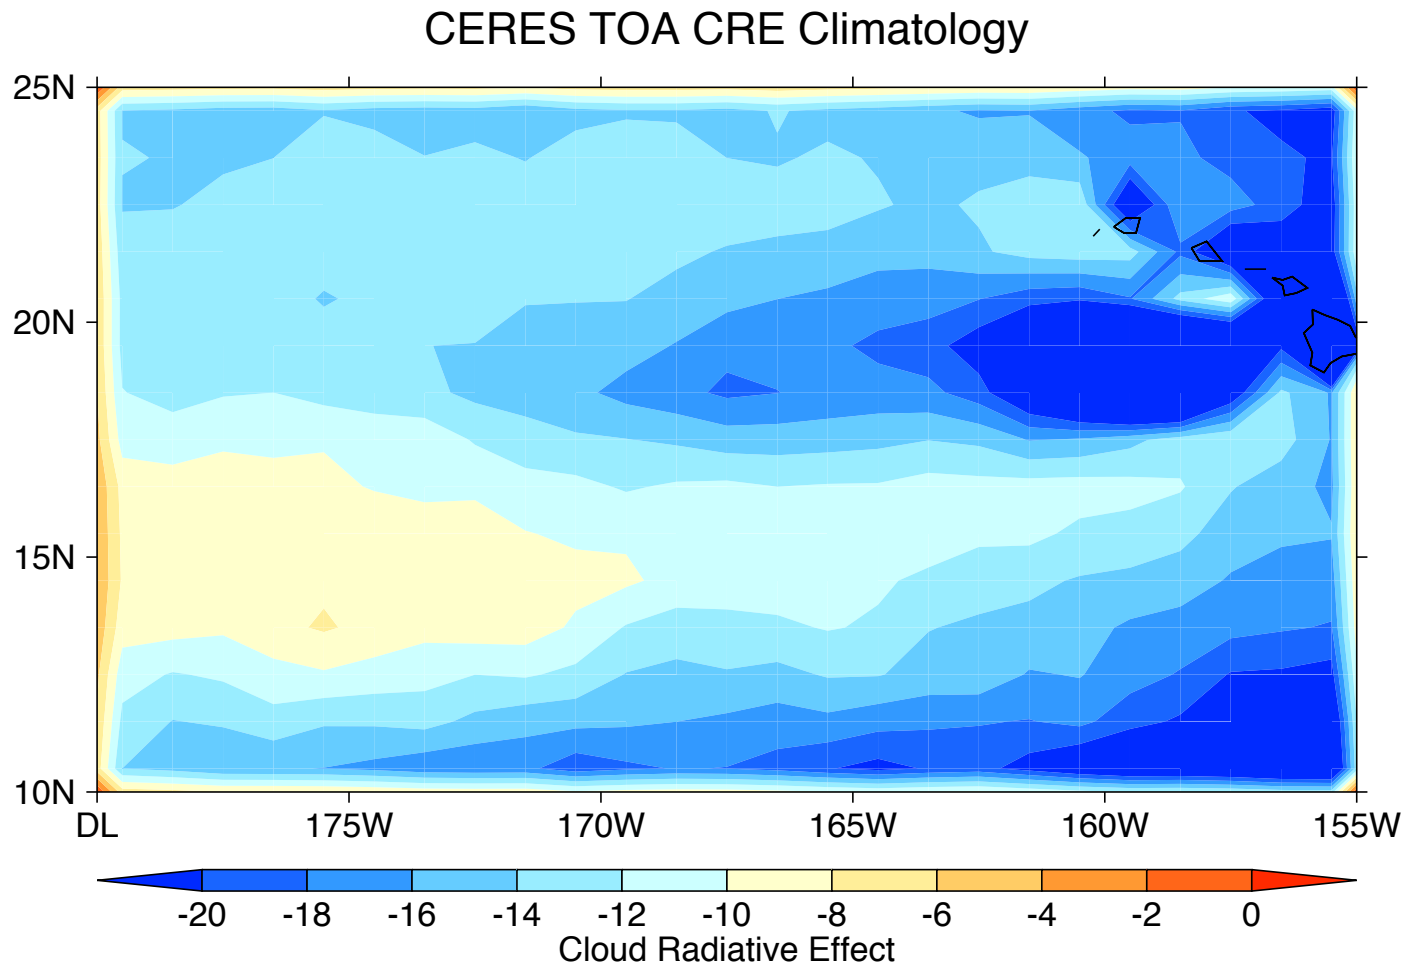 CERES TOA CRE Climatology
25N
20N
15N
10N
DL 175W 170W 165W 160W 155W
-20 -18 -16 -14 -12 -10 -8 -6 -4 -2 0
Cloud Radiative Effect